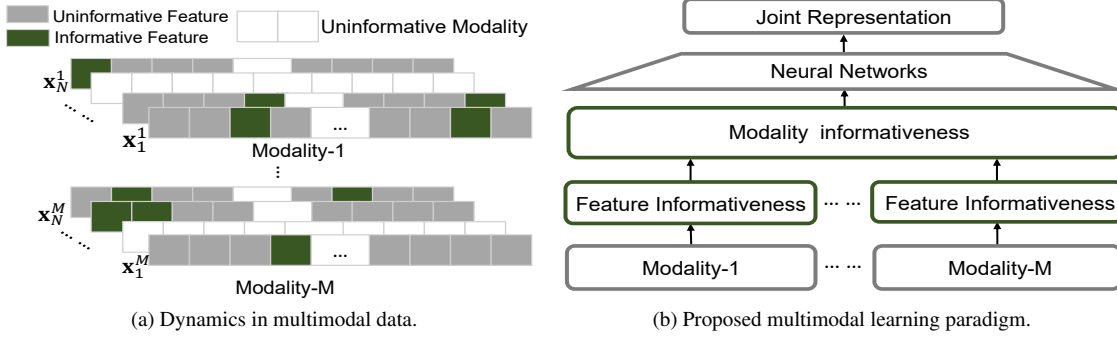 Uninformative Feature
Informative Feature
Uninformative Modality
𝐱_N^1
... ...
𝐱_1^1
...
Modality-1
...
𝐱_N^M
... ...
𝐱_1^M
...
Modality-M
(a) Dynamics in multimodal data.
Joint Representation
Neural Networks
Modality informativeness
Feature Informativeness ... ... Feature Informativeness
Modality-1 ... ... Modality-M
(b) Proposed multimodal learning paradigm.